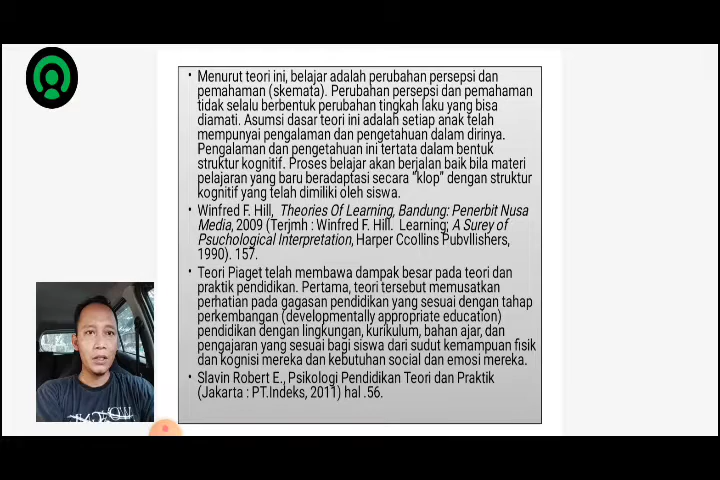 • Menurut teori ini, belajar adalah perubahan persepsi dan
pemahaman (skemata). Perubahan persepsi dan pemahaman
tidak selalu berbentuk perubahan tingkah laku yang bisa
diamati. Asumsi dasar teori ini adalah setiap anak telah
mempunyai pengalaman dan pengetahuan dalam dirinya.
Pengalaman dan pengetahuan ini tertata dalam bentuk
struktur kognitif. Proses belajar akan berjalan baik bila materi
pelajaran yang baru beradaptasi secara “klop” dengan struktur
kognitif yang telah dimiliki oleh siswa.
• Winfred F. Hill, Theories Of Learning, Bandung: Penerbit Nusa
Media, 2009 (Terjmh : Winfred F. Hill. Learning; A Surey of
Psuchological Interpretation, Harper Ccollins Pubvllishers,
1990). 157.
• Teori Piaget telah membawa dampak besar pada teori dan
praktik pendidikan. Pertama, teori tersebut memusatkan
perhatian pada gagasan pendidikan yang sesuai dengan tahap
perkembangan (developmentally appropriate education)
pendidikan dengan lingkungan, kurikulum, bahan ajar, dan
pengajaran yang sesuai bagi siswa dari sudut kemampuan fisik
dan kognisi mereka dan kebutuhan social dan emosi mereka.
• Slavin Robert E., Psikologi Pendidikan Teori dan Praktik
(Jakarta : PT.Indeks, 2011) hal .56.